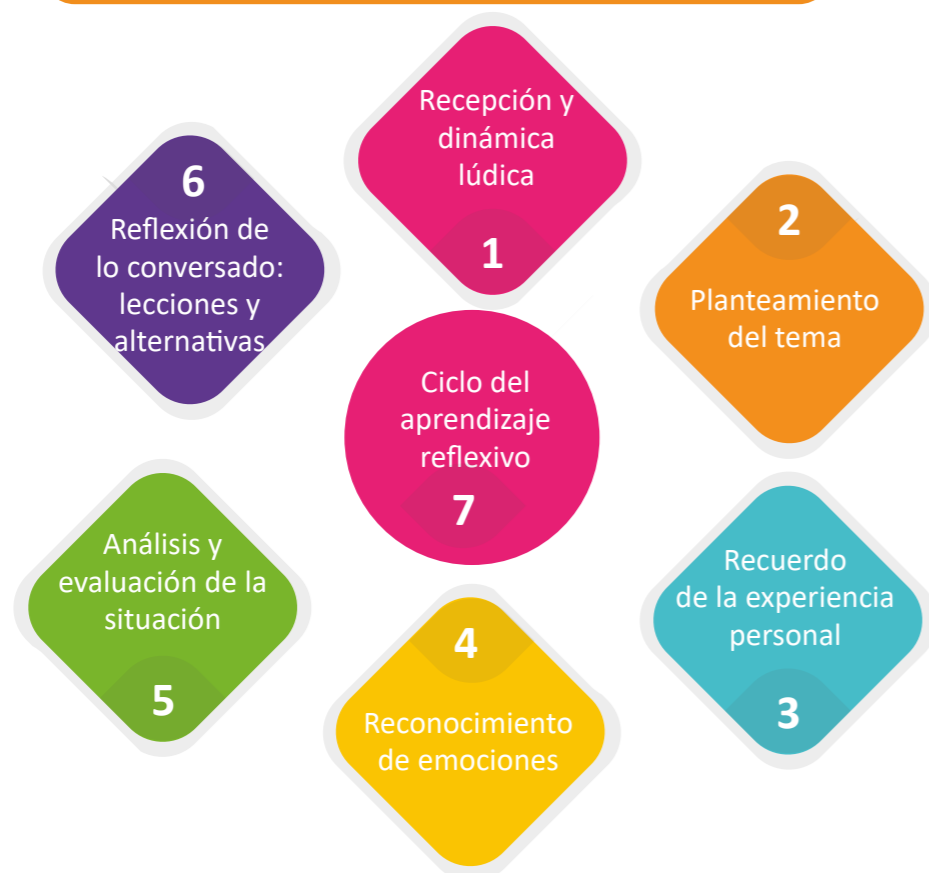 Recepción y
dinámica
lúdica
1
2
Planteamiento
del tema
Recuerdo
de la experiencia
personal
3
4
Reconocimiento
de emociones
Análisis y
evaluación de la
situación
5
6
Reflexión de
lo conversado:
lecciones y
alternativas
Ciclo del
aprendizaje
reflexivo
7